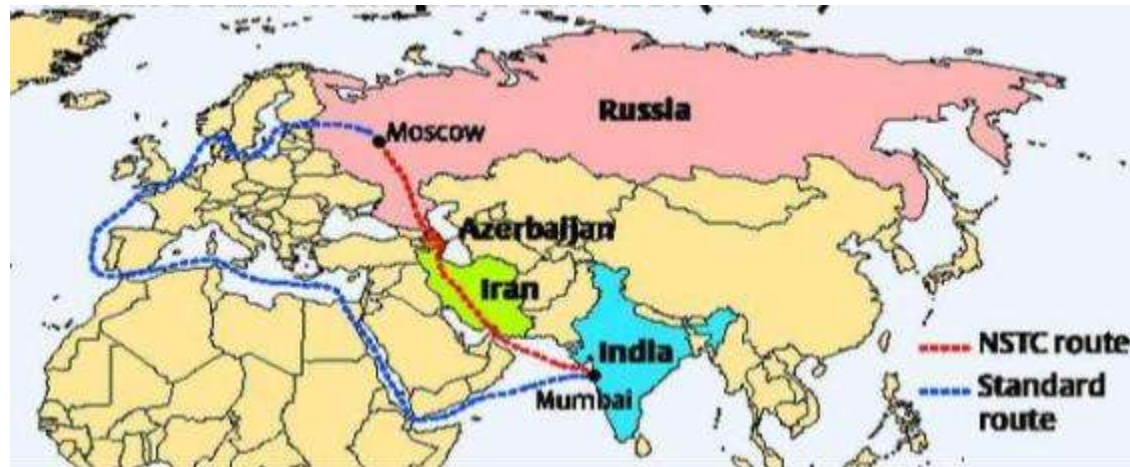 Russia
Moscow
Azerbaijan
Iran
India
Mumbai
NSTC route
Standard
route